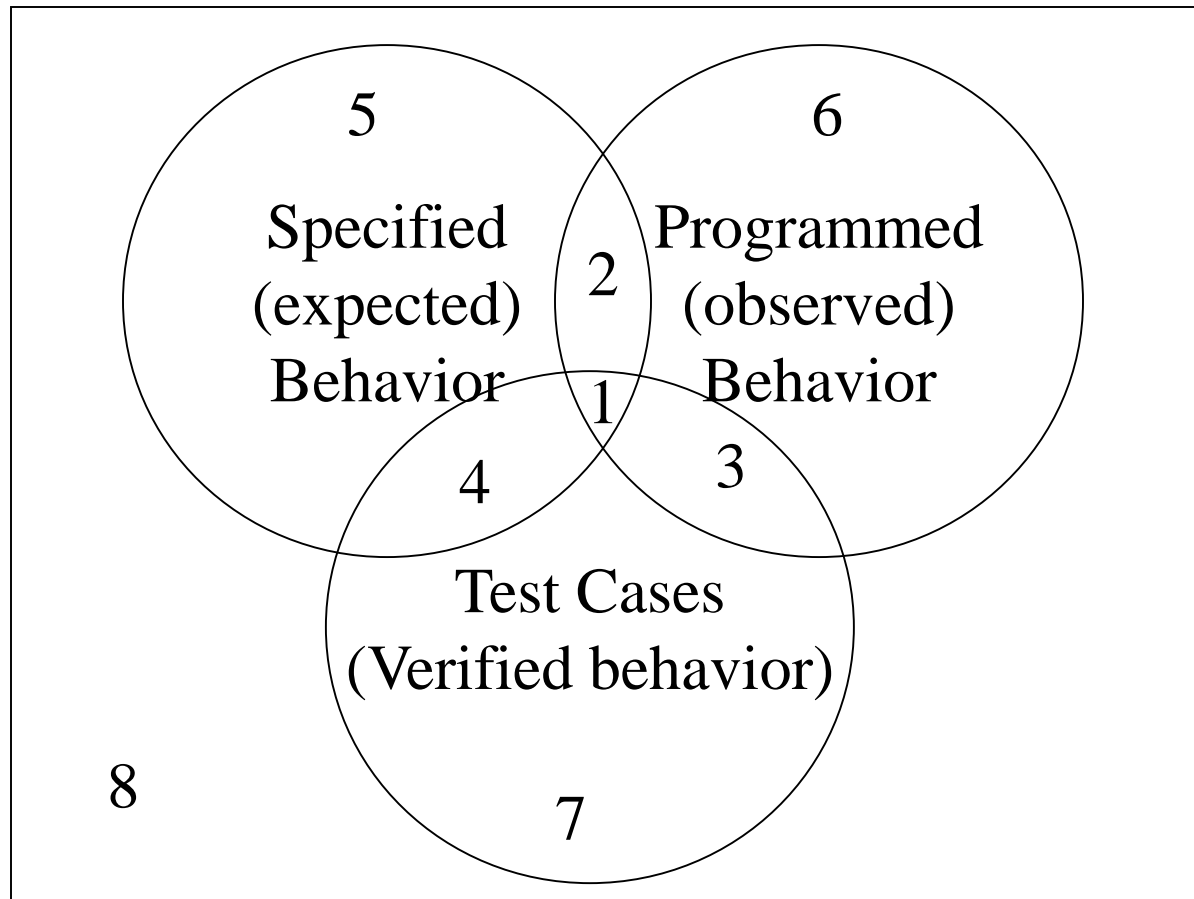 5
6
Specified
(expected)
Behavior
2
Programmed
(observed)
Behavior
1
4
3
Test Cases
(Verified behavior)
8
7